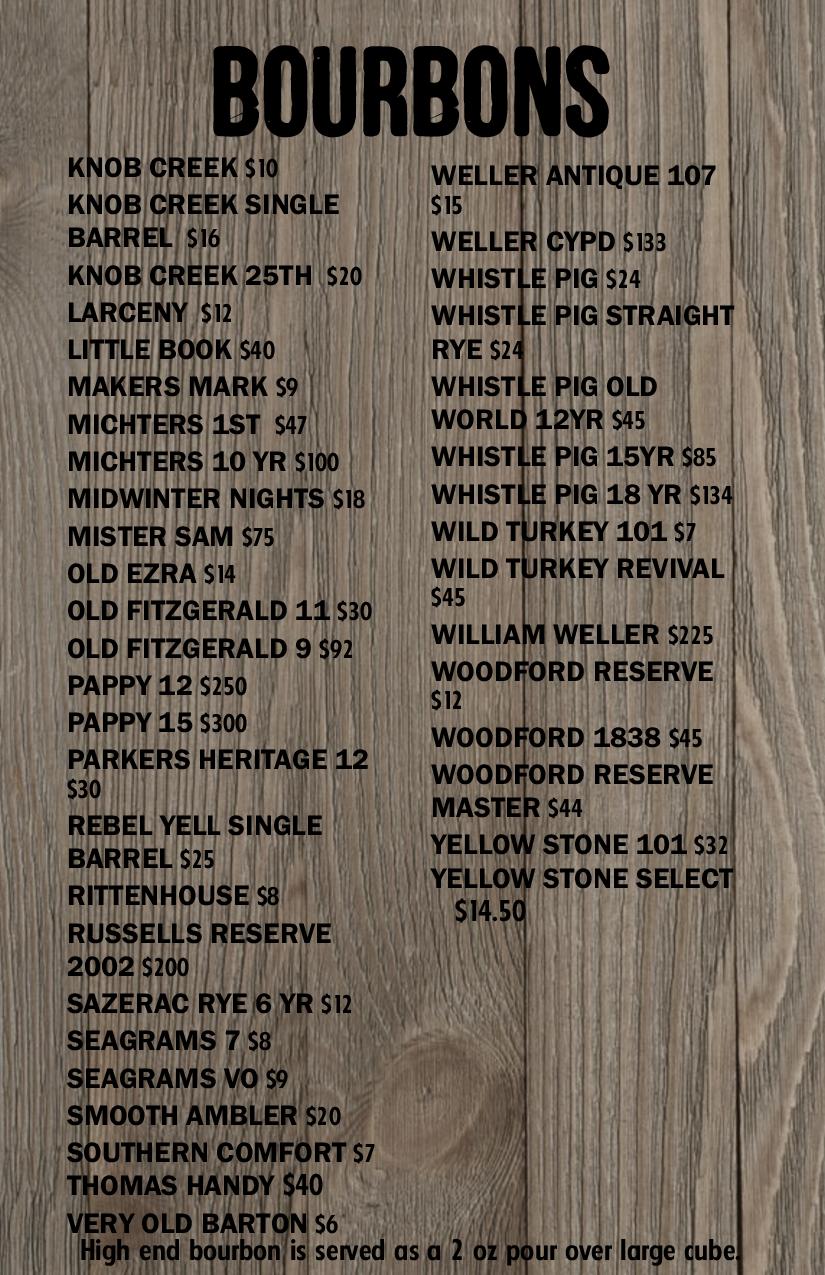 BOURBONS
KNOB CREEK $10
KNOB CREEK SINGLE
BARREL $16
KNOB CREEK 25TH $20
LARCENY $12
LITTLE BOOK $40
MAKERS MARK $9
MICHTERS 1ST $47
MICHTERS 10 YR $100
MIDWINTER NIGHTS $18
MISTER SAM $75
OLD EZRA $14
OLD FITZGERALD 11 $30
OLD FITZGERALD 9 $92
PAPPY 12 $250
PAPPY 15 $300
PARKERS HERITAGE 12
$30
REBEL YELL SINGLE
BARREL $25
RITTENHOUSE $8
RUSSELLS RESERVE
2002 $200
SAZERAC RYE 6 YR $12
SEAGRAMS 7 $8
SEAGRAMS VO $9
SMOOTH AMBLER $20
SOUTHERN COMFORT $7
THOMAS HANDY $40
VERY OLD BARTON $6
WELLER ANTIQUE 107
$15
WELLER CYPD $133
WHISTLE PIG $24
WHISTLE PIG STRAIGHT
RYE $24
WHISTLE PIG OLD
WORLD 12YR $45
WHISTLE PIG 15YR $85
WHISTLE PIG 18 YR $134
WILD TURKEY 101 $7
WILD TURKEY REVIVAL
$45
WILLIAM WELLER $225
WOODFORD RESERVE
$12
WOODFORD 1838 $45
WOODFORD RESERVE
MASTER $44
YELLOW STONE 101 $32
YELLOW STONE SELECT
$14.50
High end bourbon is served as a 2 oz pour over large cube.